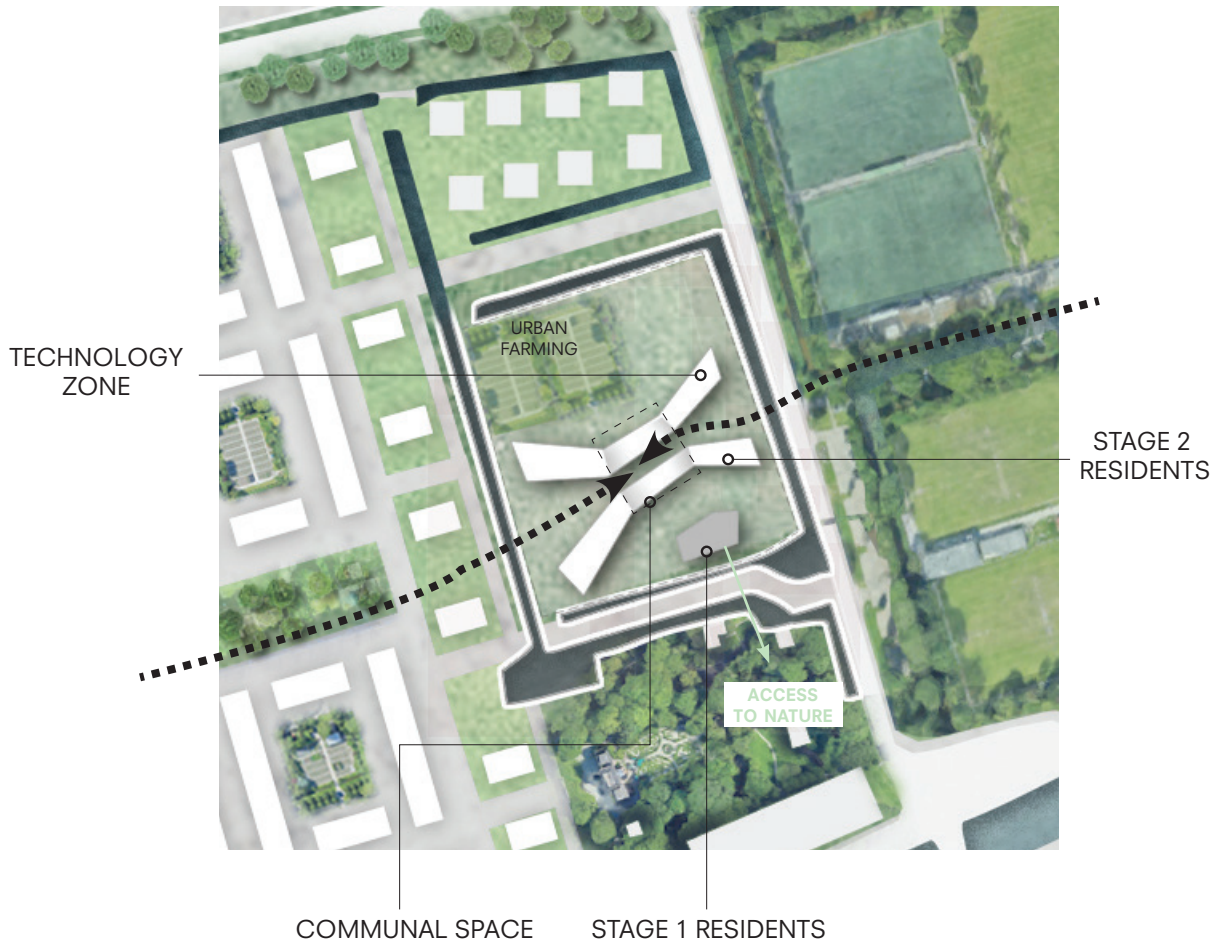 URBAN
FARMING
TECHNOLOGY
ZONE
STAGE 2
RESIDENTS
ACCESS
TO NATURE
COMMUNAL SPACE
STAGE 1 RESIDENTS